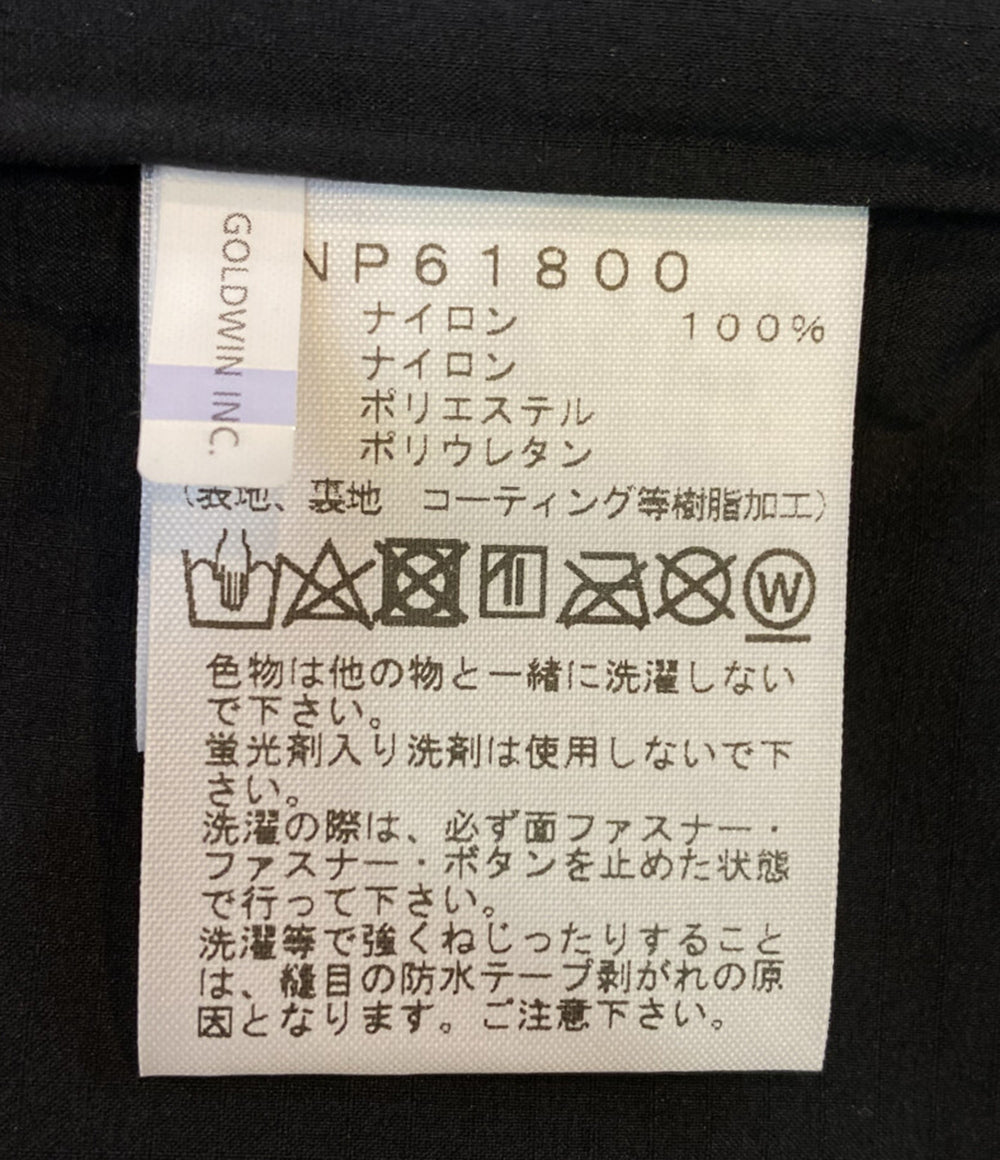 GOLDWIN INC.
NP61800
ナイロン 100%
ナイロン
ポリエステル
ポリウレタン
(表地、裏地 コーティング等樹脂加工)
W
色物は他の物と一緒に洗濯しない
で下さい。
蛍光剤入り洗剤は使用しないで下
さい。
洗濯の際は、必ず面ファスナー・
ファスナー・ボタンを止めた状態
で行って下さい。
洗濯等で強くねじったりすること
は、縫目の防水テープ剥がれの原
因となります。ご注意下さい。